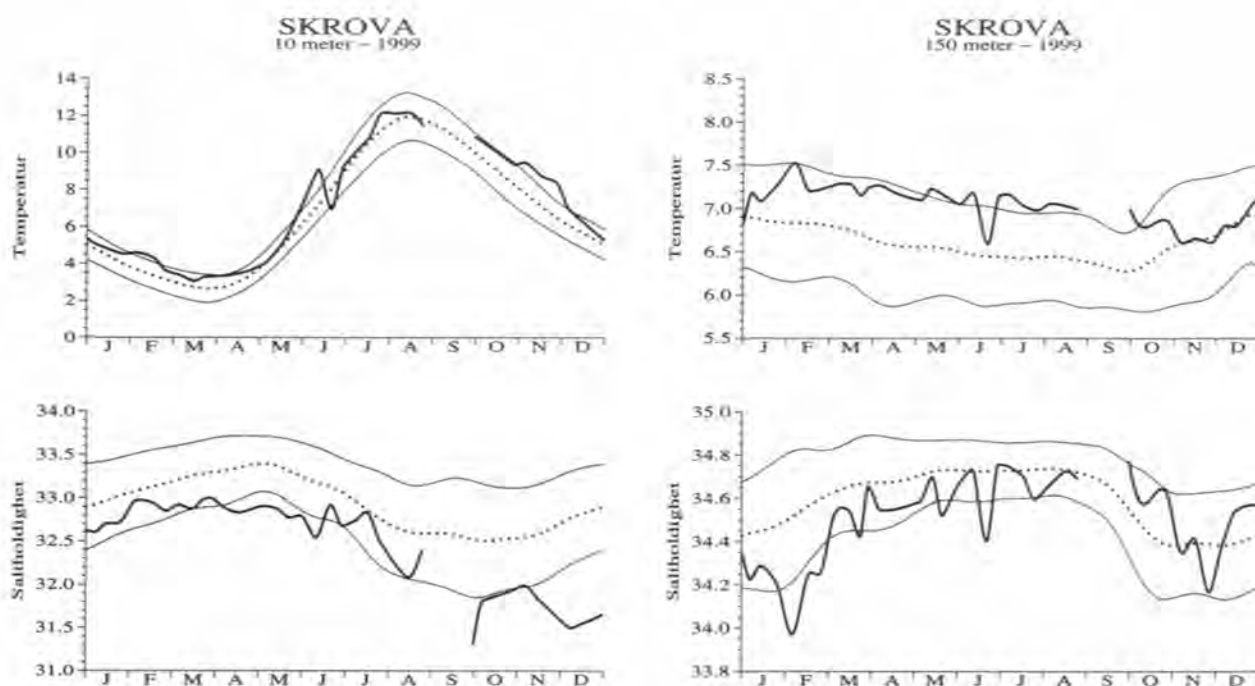 SKROVA
10 meter – 1999
Temperatur
14
12
10
8
6
4
2
0
J F M A M J J A S O N D
SKROVA
150 meter – 1999
Temperatur
8.5
8.0
7.5
7.0
6.5
6.0
5.5
J F M A M J J A S O N D
Saltholdighet
34.0
33.5
33.0
32.5
32.0
31.5
31.0
J F M A M J J A S O N D
Saltholdighet
35.0
34.8
34.6
34.4
34.2
34.0
33.8
J F M A M J J A S O N D